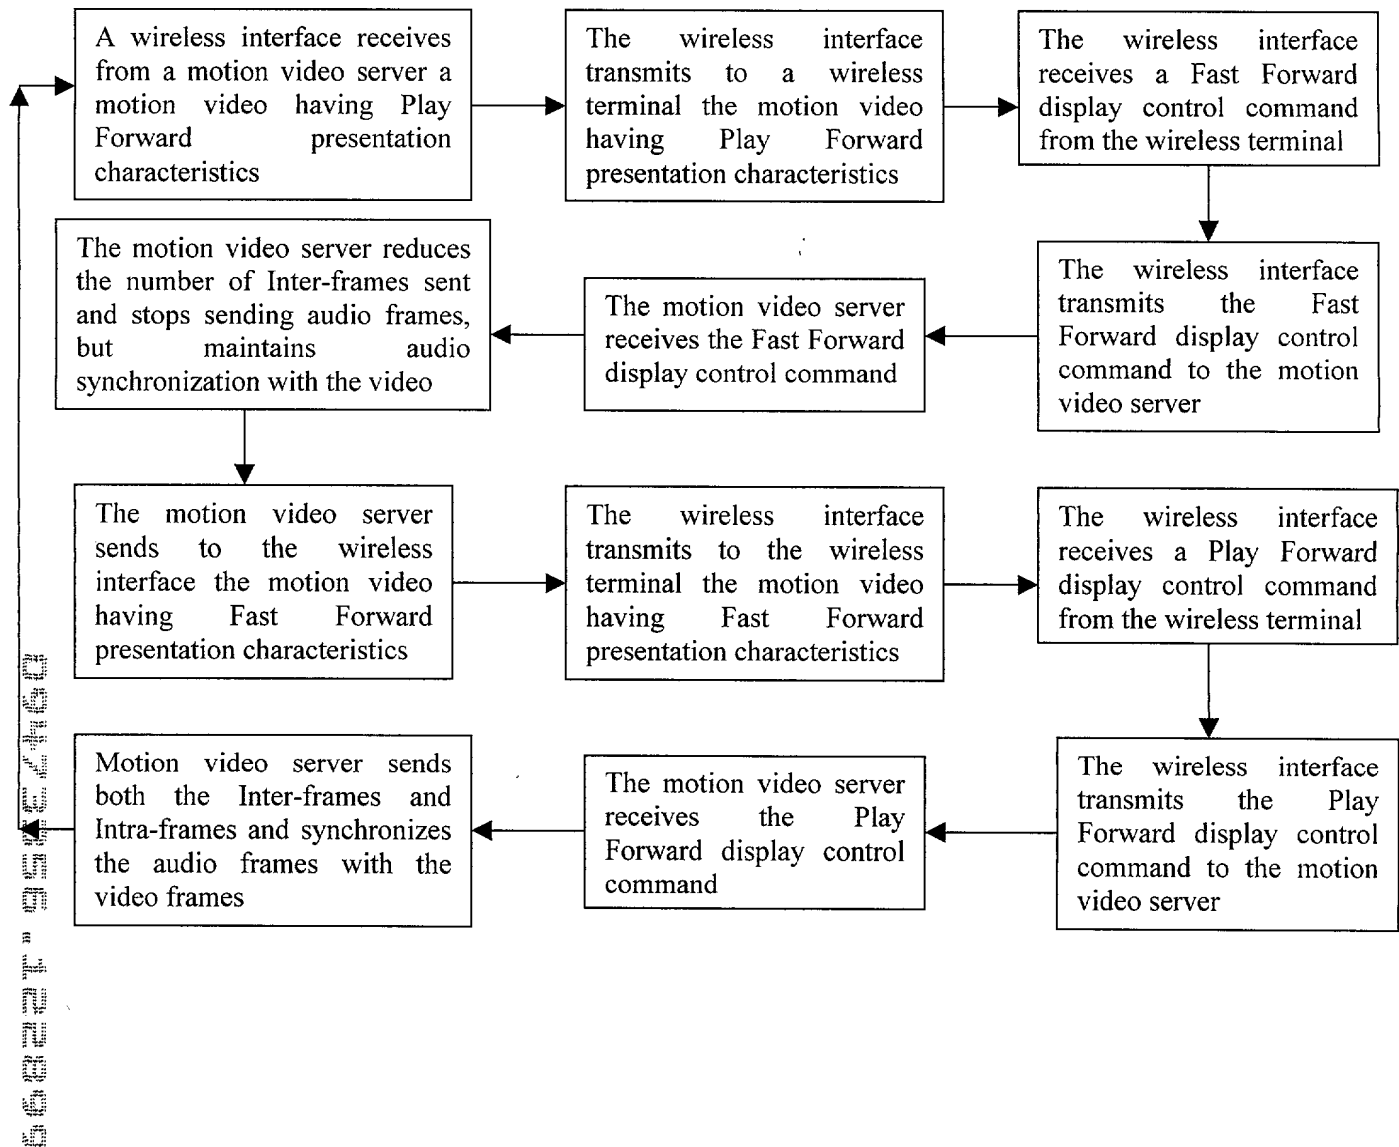 A wireless interface receives
from a motion video server a
motion video having Play
Forward presentation
characteristics
The wireless interface
transmits to a wireless
terminal the motion video
having Play Forward
presentation characteristics
The wireless interface
receives a Fast Forward
display control command
from the wireless terminal
The wireless interface
transmits the Fast
Forward display control
command to the motion
video server
The motion video server
receives the Fast Forward
display control command
The motion video server reduces
the number of Inter-frames sent
and stops sending audio frames,
but maintains audio
synchronization with the video
The motion video server
sends to the wireless
interface the motion video
having Fast Forward
presentation characteristics
The wireless interface
transmits to the wireless
terminal the motion video
having Fast Forward
presentation characteristics
The wireless interface
receives a Play Forward
display control command
from the wireless terminal
The wireless interface
transmits the Play
Forward display control
command to the motion
video server
The motion video server
receives the Play
Forward display control
command
Motion video server sends
both the Inter-frames and
Intra-frames and synchronizes
the audio frames with the
video frames